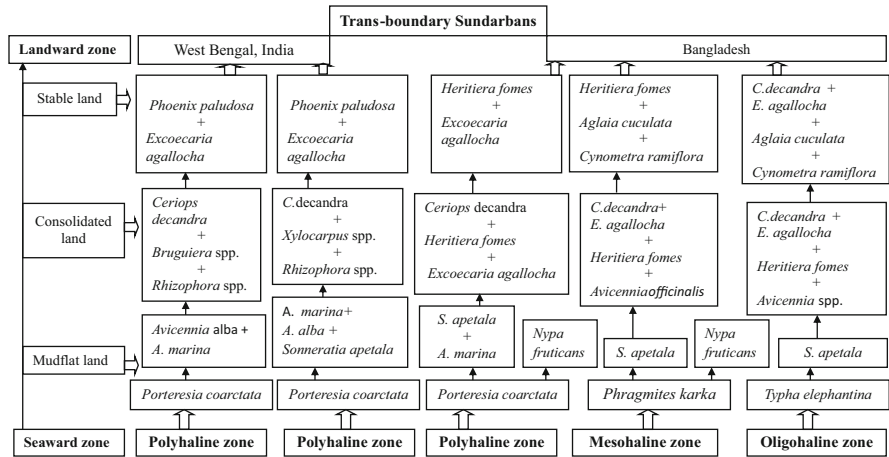 Trans-boundary Sundarbans
Landward zone
West Bengal, India
Bangladesh
Stable land
Phoenix paludosa
+
Excoecaria
agallocha
Phoenix paludosa
+
Excoecaria
agallocha
Heritiera fomes
+
Excoecaria
agallocha
Heritiera fomes
+
Aglaia cuculata
+
Cynometra ramiflora
C.decandra +
E. agallocha
+
Aglaia cuculata
+
Cynometra ramiflora
Consolidated
land
Ceriops
decandra
+
Bruguiera spp.
+
Rhizophora spp.
C.decandra
+
Xylocarpus spp.
+
Rhizophora spp.
Ceriops decandra
+
Heritiera fomes
+
Excoecaria agallocha
C.decandra+
E. agallocha
+
Heritiera fomes
+
Avicennia officinalis
C.decandra +
E. agallocha
+
Heritiera fomes
+
Avicennia spp.
Mudflat land
Avicennia alba +
A. marina
A. marina+
A. alba +
Sonneratia apetala
S. apetala
+
A. marina
Nypa
fruticans
S. apetala
Nypa
fruticans
S. apetala
Porteresia coarctata
Porteresia coarctata
Porteresia coarctata
Phragmites karka
Typha elephantina
Seaward zone
Polyhaline zone
Polyhaline zone
Polyhaline zone
Mesohaline zone
Oligohaline zone